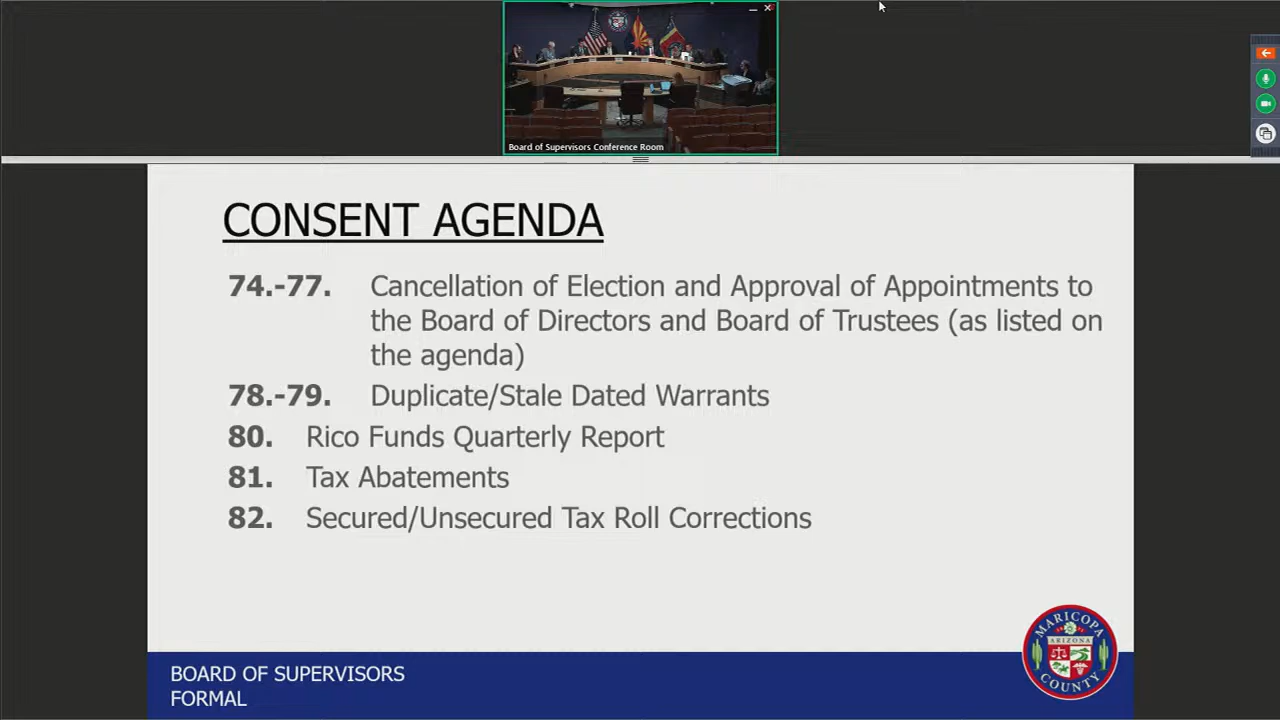 Board of Supervisors Conference Room
CONSENT AGENDA
74.-77. Cancellation of Election and Approval of Appointments to
the Board of Directors and Board of Trustees (as listed on
the agenda)
78.-79. Duplicate/Stale Dated Warrants
80. Rico Funds Quarterly Report
81. Tax Abatements
82. Secured/Unsecured Tax Roll Corrections
BOARD OF SUPERVISORS
FORMAL
MARICOPA
ARIZONA
COUNTY